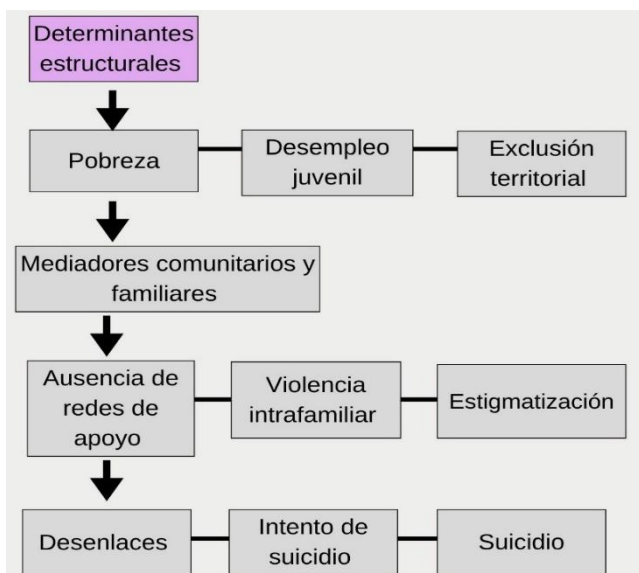 Determinantes
estructurales
Pobreza
Desempleo
juvenil
Exclusión
territorial
Mediadores comunitarios y
familiares
Ausencia de
redes de
apoyo
Violencia
intrafamiliar
Estigmatización
Desenlaces
Intento de
suicidio
Suicidio